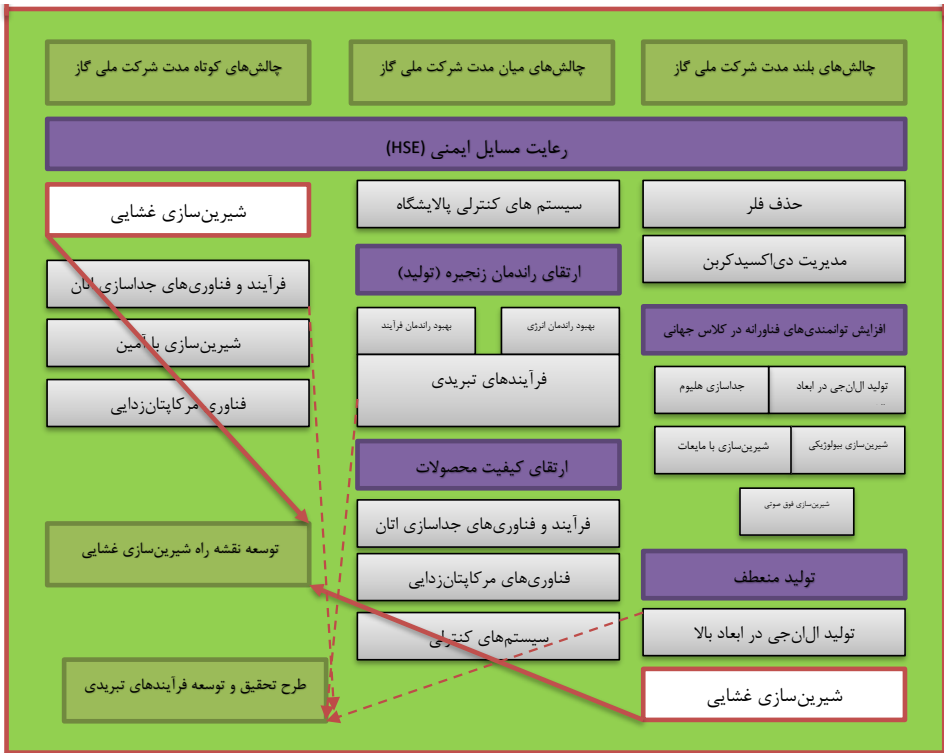 چالش‌های بلند مدت شرکت ملی گاز
چالش‌های میان مدت شرکت ملی گاز
چالش‌های کوتاه مدت شرکت ملی گاز
رعایت مسایل ایمنی (HSE)
حذف فلر
مدیریت دی‌اکسیدکربن
افزایش توانمندی‌های فناورانه در کلاس جهانی
تولید ال‌ان‌جی در ابعاد
جداسازی هلیوم
شیرین‌سازی بیولوژیکی
شیرین‌سازی با مایعات
شیرین‌سازی فوق صوتی
تولید منعطف
تولید ال‌ان‌جی در ابعاد بالا
شیرین‌سازی غشایی
سیستم های کنترلی پالایشگاه
ارتقای راندمان زنجیره (تولید)
بهبود راندمان انرژی
بهبود راندمان فرآیند
فرآیندهای تبریدی
ارتقای کیفیت محصولات
فرآیند و فناوری‌های جداسازی اتان
فناوری‌های مرکاپتان‌زدایی
سیستم‌های کنترلی
شیرین‌سازی غشایی
فرآیند و فناوری‌های جداسازی اتان
شیرین‌سازی با آمین
فناوری مرکاپتان‌زدایی
توسعه نقشه راه شیرین‌سازی غشایی
طرح تحقیق و توسعه فرآیندهای تبریدی